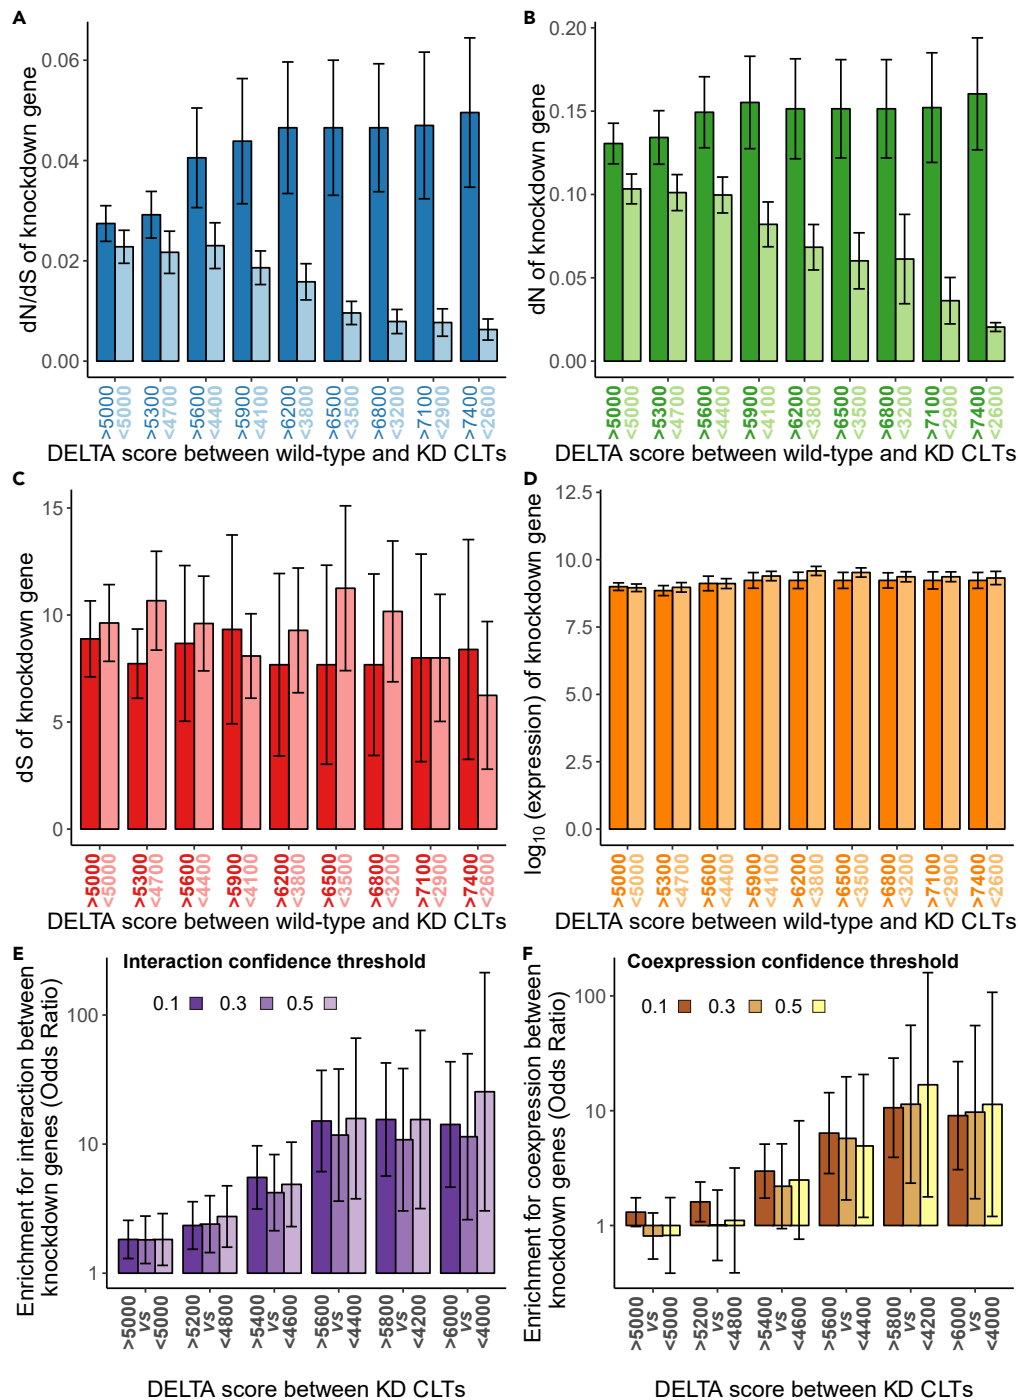 A
dN/dS of knockdown gene
0.06
0.04
0.02
0.00
>5000 <5000 >5300 <4700 >5600 <4400 >5900 <4100 >6200 <3800 >6500 <3500 >6800 <3200 >7100 <2900 >7400 <2600
DELTA score between wild-type and KD CLTs
B
dN of knockdown gene
0.20
0.15
0.10
0.05
0.00
>5000 <5000 >5300 <4700 >5600 <4400 >5900 <4100 >6200 <3800 >6500 <3500 >6800 <3200 >7100 <2900 >7400 <2600
DELTA score between wild-type and KD CLTs
C
dS of knockdown gene
15
10
5
0
>5000 <5000 >5300 <4700 >5600 <4400 >5900 <4100 >6200 <3800 >6500 <3500 >6800 <3200 >7100 <2900 >7400 <2600
DELTA score between wild-type and KD CLTs
D
log10 (expression) of knockdown gene
12.5
10.0
7.5
5.0
2.5
0.0
>5000 <5000 >5300 <4700 >5600 <4400 >5900 <4100 >6200 <3800 >6500 <3500 >6800 <3200 >7100 <2900 >7400 <2600
DELTA score between wild-type and KD CLTs
E
Enrichment for interaction between
knockdown genes (Odds Ratio)
Interaction confidence threshold
0.1 0.3 0.5
100
10
1
>5000 vs <5000
>5200 vs <4800
>5400 vs <4600
>5600 vs <4400
>5800 vs <4200
>6000 vs <4000
DELTA score between KD CLTs
F
Enrichment for coexpression between
knockdown genes (Odds Ratio)
Coexpression confidence threshold
0.1 0.3 0.5
100
10
1
>5000 vs <5000
>5200 vs <4800
>5400 vs <4600
>5600 vs <4400
>5800 vs <4200
>6000 vs <4000
DELTA score between KD CLTs